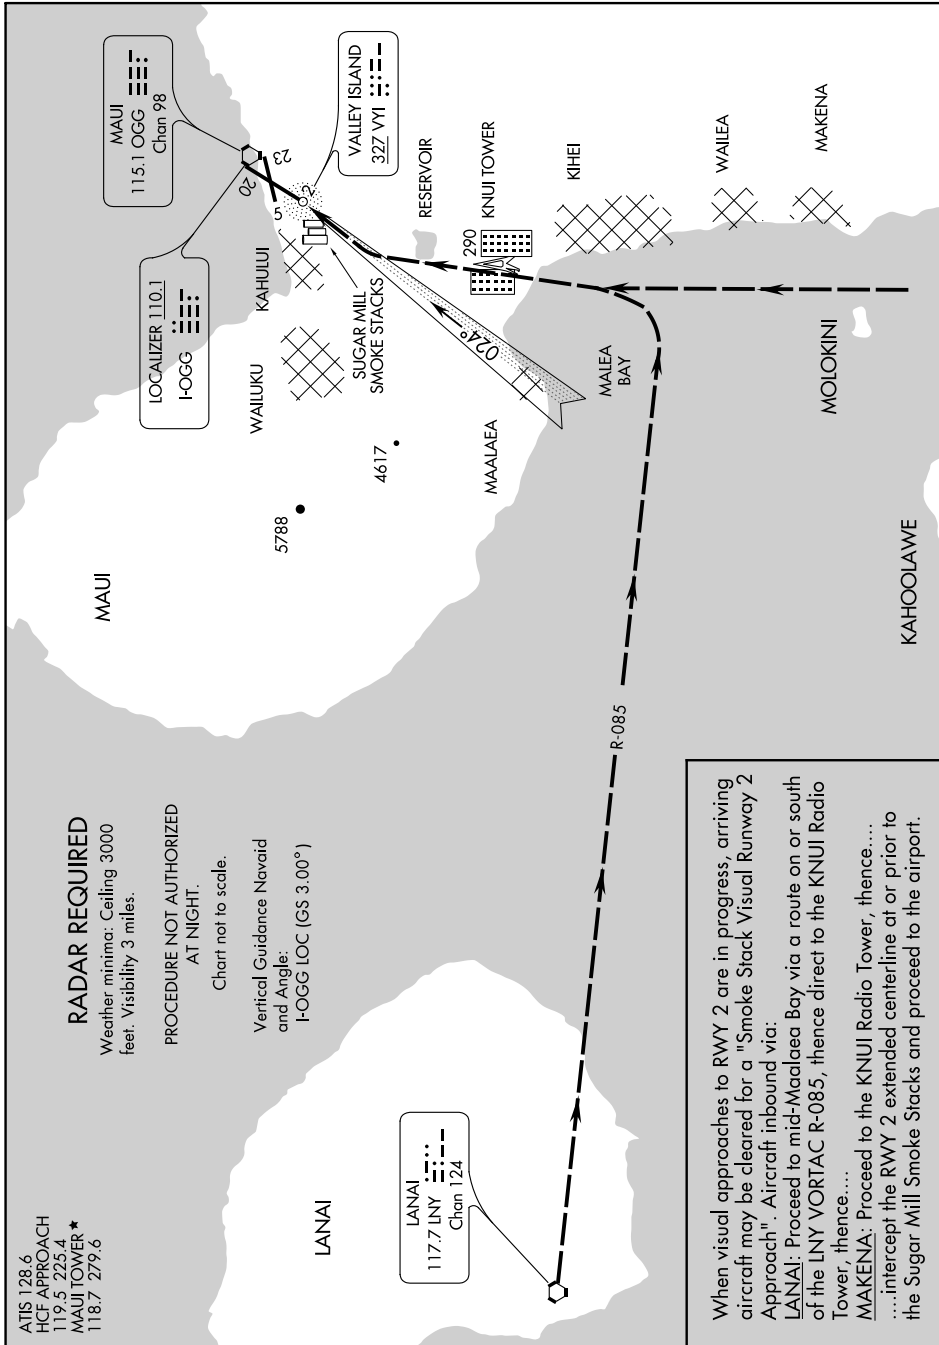 ATIS 128.6
HCF APPROACH
119.5 225.4
MAUI TOWER ★
118.7 279.6
RADAR REQUIRED
Weather minima: Ceiling 3000
feet. Visibility 3 miles.
PROCEDURE NOT AUTHORIZED
AT NIGHT.
Chart not to scale.
Vertical Guidance Navaid
and Angle:
I-OGG LOC (GS 3.00°)
MAUI
LOCALIZER 110.1
I-OGG
MAUI
115.1 OGG
Chan 98
VALLEY ISLAND
327 VYI
20
23
5
2
KAHULUI
WAILUKU
SUGAR MILL
SMOKE STACKS
RESERVOIR
KNUI TOWER
290
KIHEI
WAILEA
MAKENA
5788
4617
024°
MAALAEA
MALEA
BAY
MOLOKINI
KAHOOLAWE
R-085
LANAI
LANAI
117.7 LNY
Chan 124
When visual approaches to RWY 2 are in progress, arriving
aircraft may be cleared for a "Smoke Stack Visual Runway 2
Approach". Aircraft inbound via:
LANAI: Proceed to mid-Maalaea Bay via a route on or south
of the LNY VORTAC R-085, thence direct to the KNUI Radio
Tower, thence....
MAKENA: Proceed to the KNUI Radio Tower, thence....
....intercept the RWY 2 extended centerline at or prior to
the Sugar Mill Smoke Stacks and proceed to the airport.